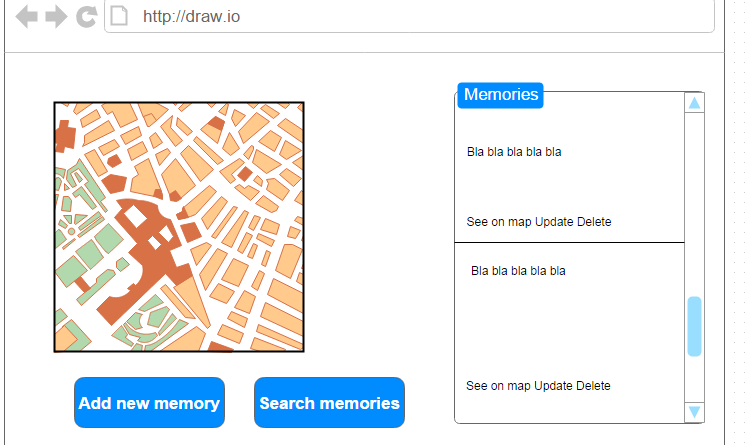 http://draw.io
Memories
Bla bla bla bla bla
See on map Update Delete
Bla bla bla bla bla
See on map Update Delete
Add new memory
Search memories